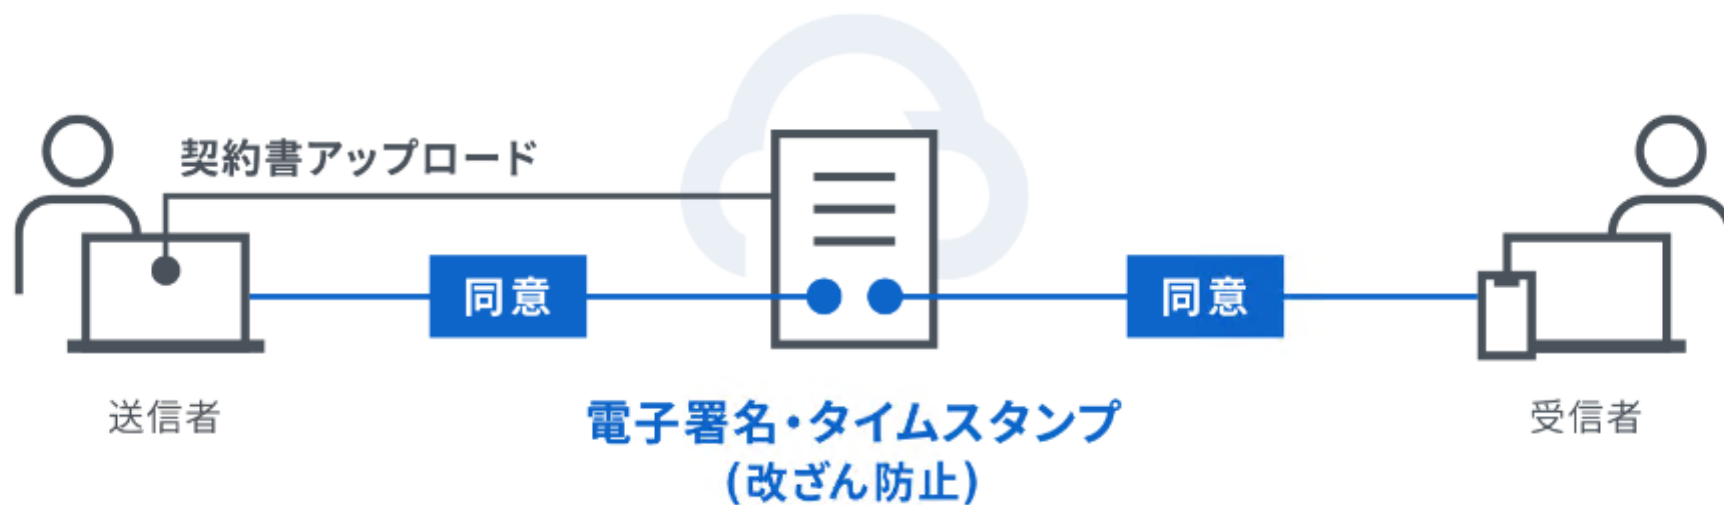 契約書アップロード
同意
同意
送信者
電子署名・タイムスタンプ
(改ざん防止)
受信者